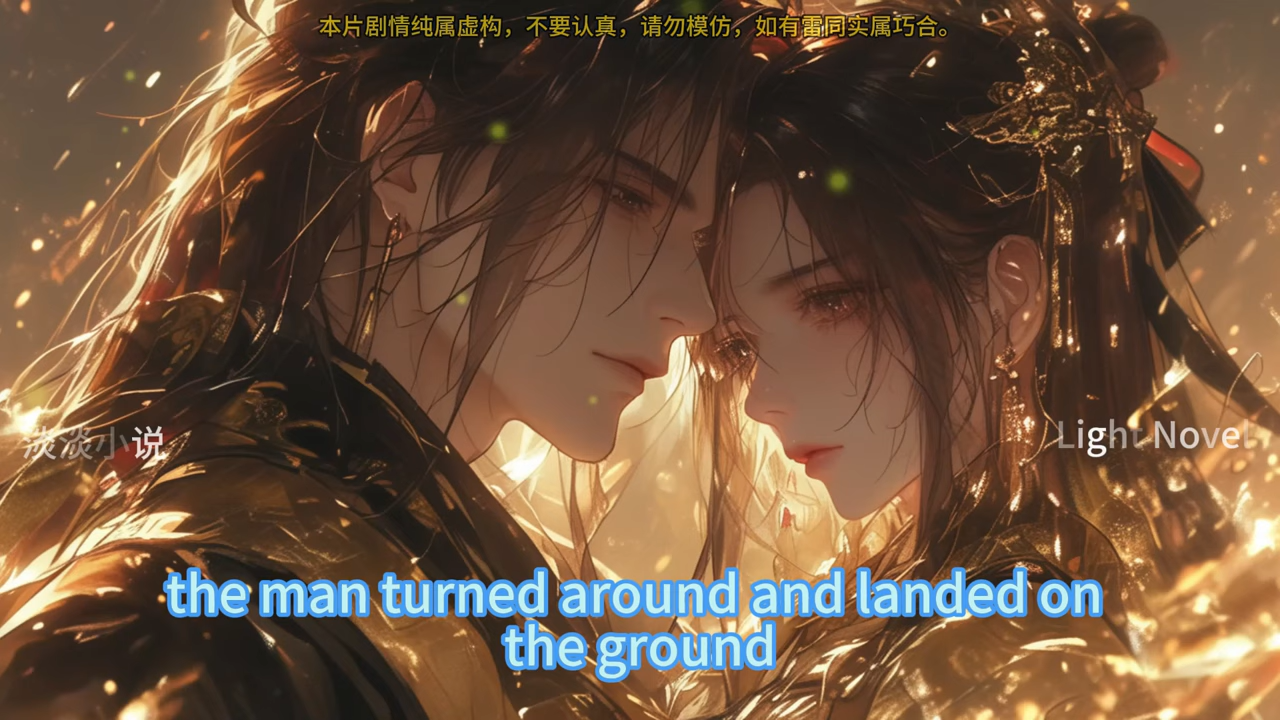 本片剧情纯属虚构，不要认真，请勿模仿，如有雷同实属巧合。
淡淡小说
Light Novel
the man turned around and landed on
the ground